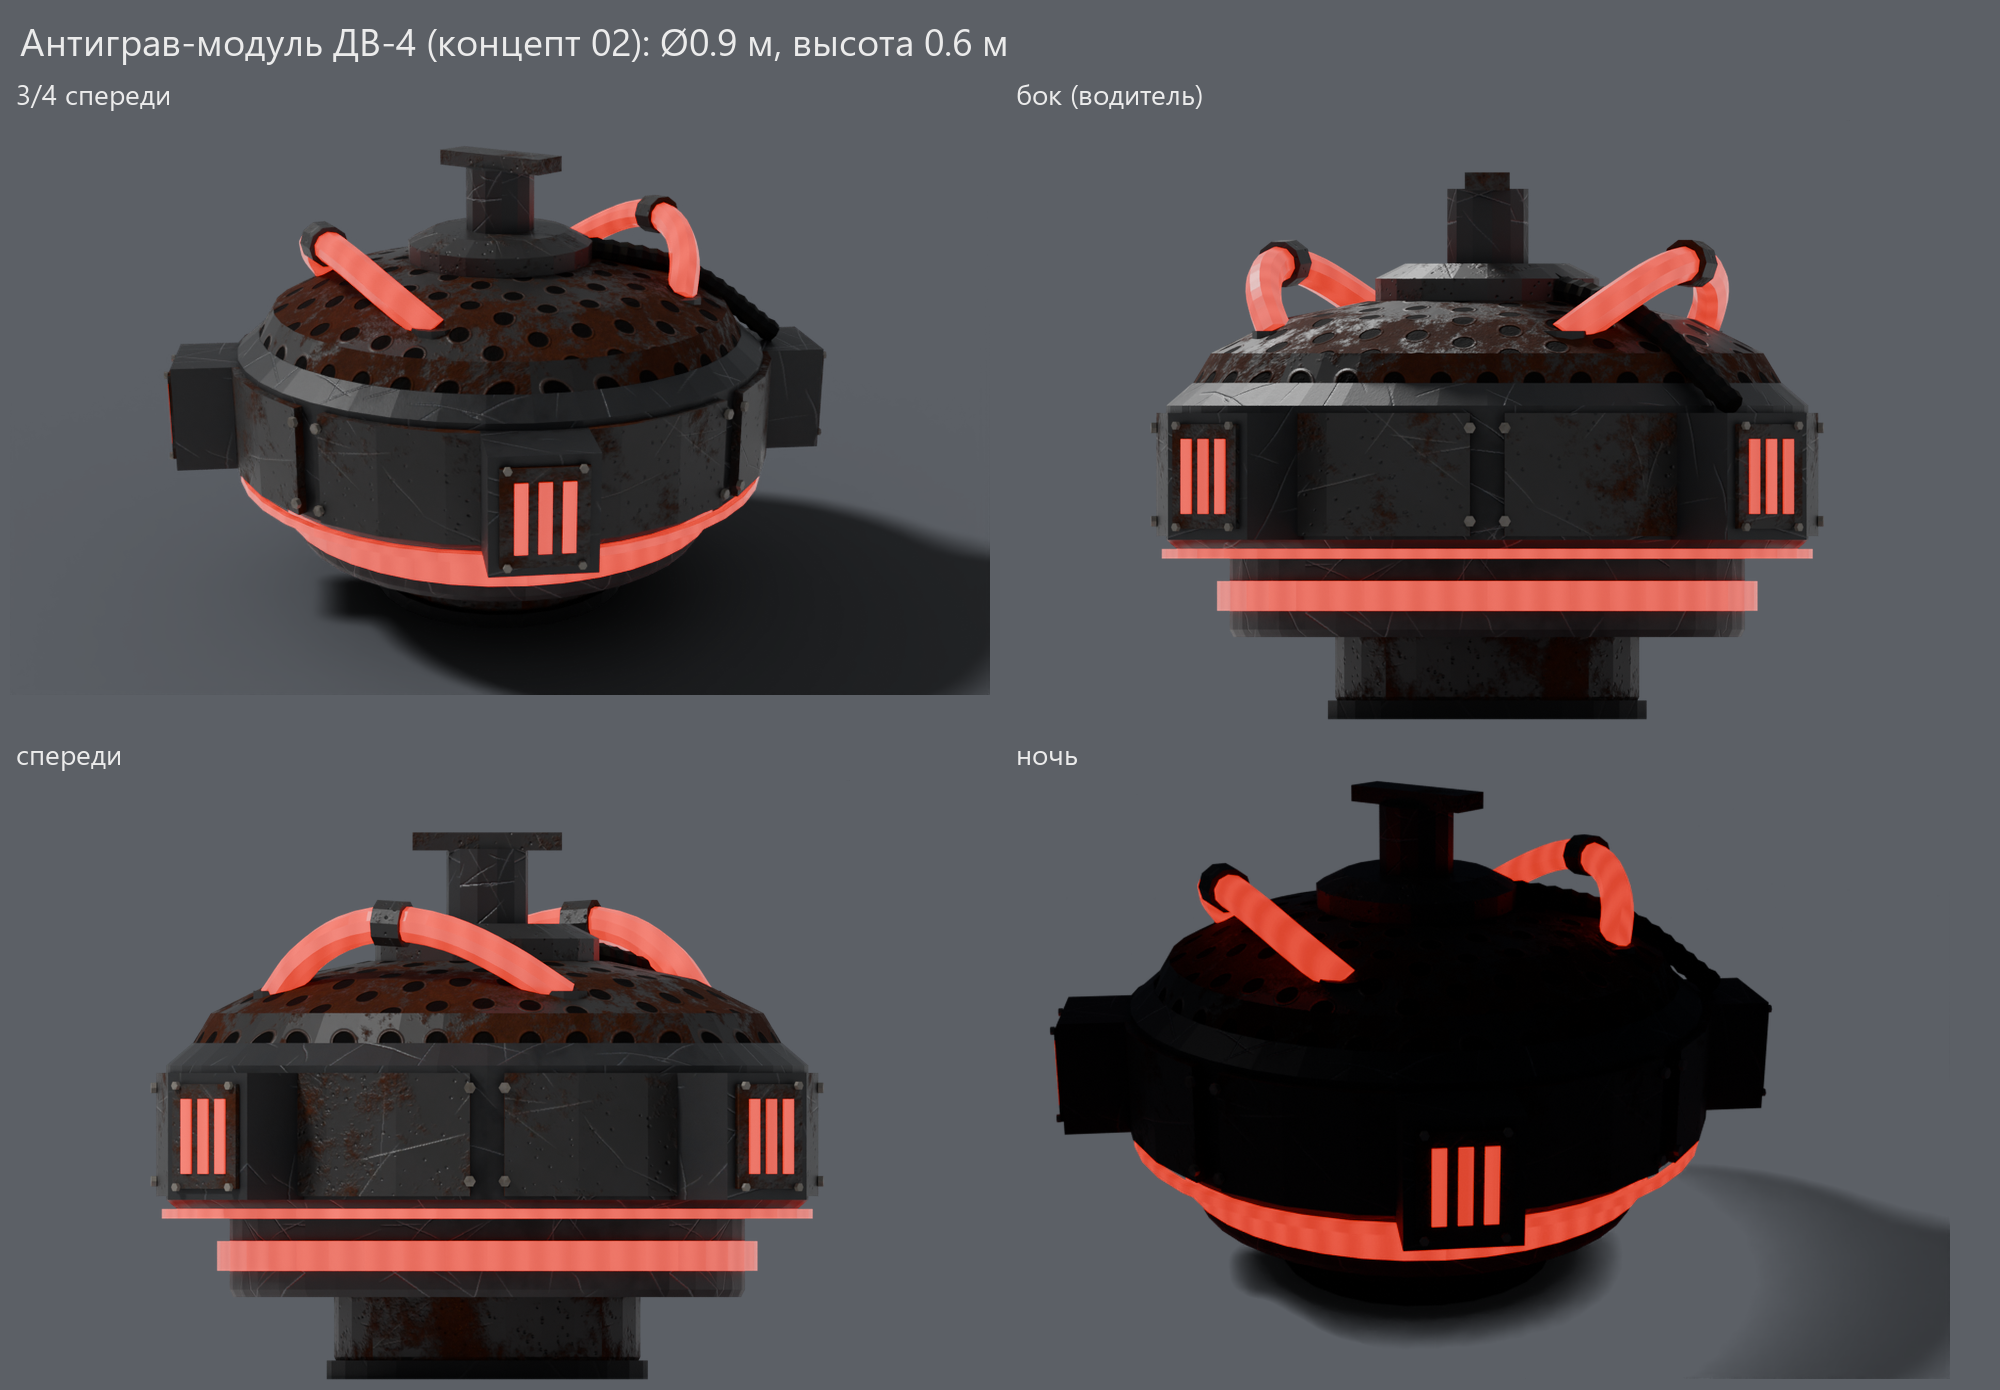 Антиграв-модуль ДВ-4 (концепт 02): Ø0.9 м, высота 0.6 м
3/4 спереди
бок (водитель)
спереди
ночь